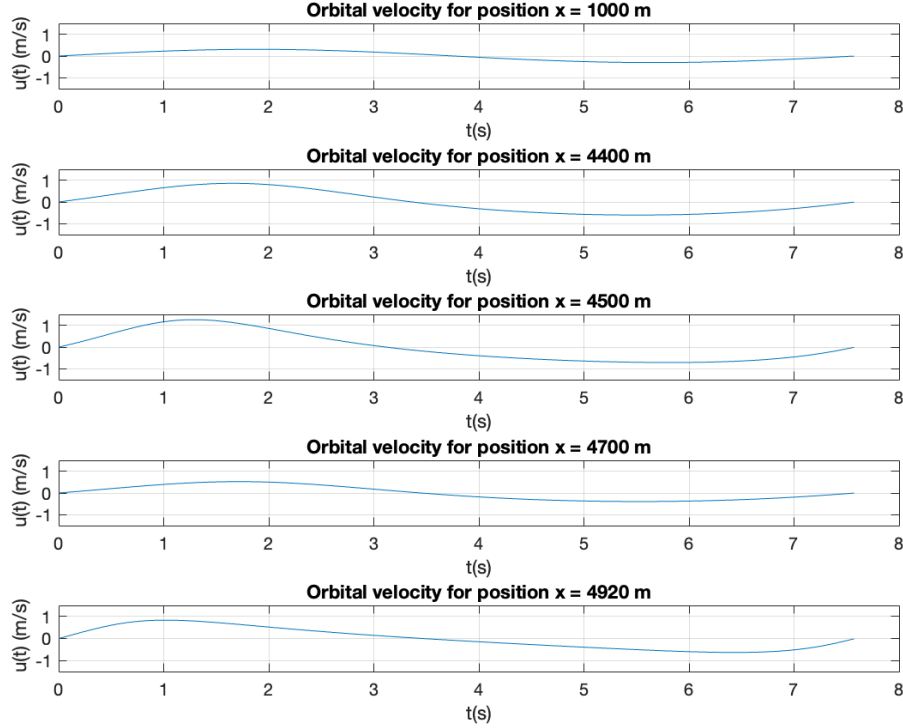 Orbital velocity for position x = 1000 m
u(t) (m/s)
1
0
-1
0 1 2 3 4 5 6 7 8
t(s)
Orbital velocity for position x = 4400 m
u(t) (m/s)
1
0
-1
0 1 2 3 4 5 6 7 8
t(s)
Orbital velocity for position x = 4500 m
u(t) (m/s)
1
0
-1
0 1 2 3 4 5 6 7 8
t(s)
Orbital velocity for position x = 4700 m
u(t) (m/s)
1
0
-1
0 1 2 3 4 5 6 7 8
t(s)
Orbital velocity for position x = 4920 m
u(t) (m/s)
1
0
-1
0 1 2 3 4 5 6 7 8
t(s)